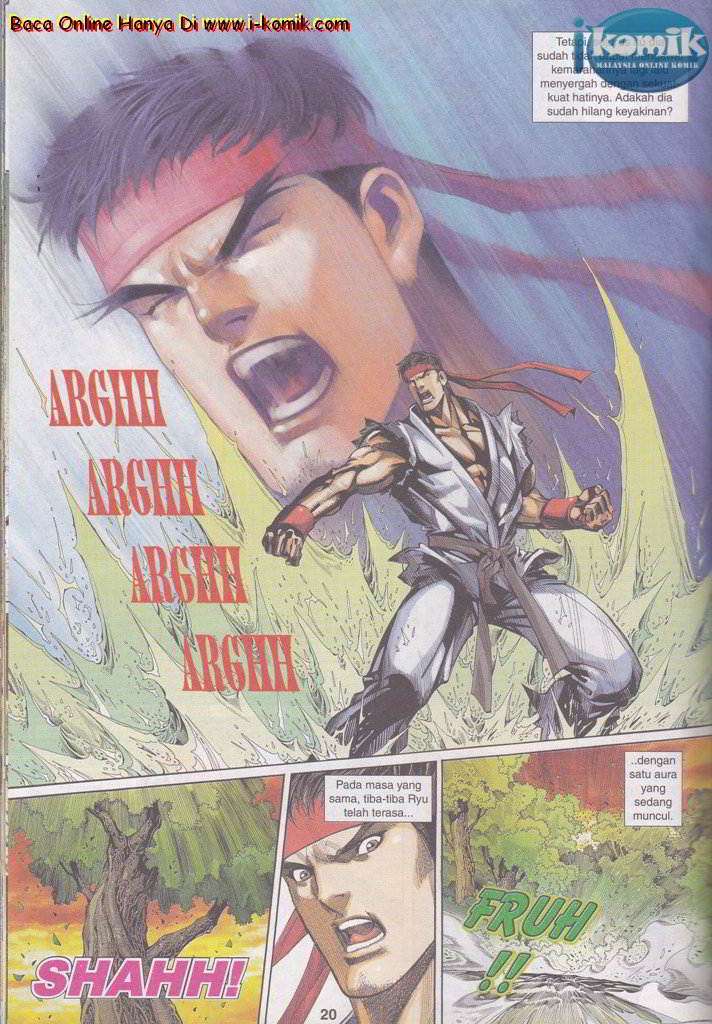 Baca Online Hanya Di www.i-komik.com
ikomik
MALAYSIA ONLINE KOMIK
sudah
menyergah dengan
kuat hatinya. Adakah dia
sudah hilang keyakinan?
ARGHH
ARGHH
ARGHH
ARGHH
SHAHH!
Pada masa yang
sama, tiba-tiba Ryu
telah terasa...
..dengan
satu aura
yang
sedang
muncul.
FRUH
!!
20